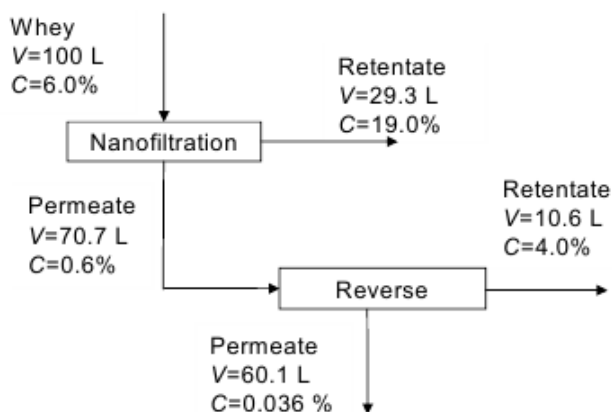 Whey
V=100 L
C=6.0%
Retentate
V=29.3 L
C=19.0%
Nanofiltration
Permeate
V=70.7 L
C=0.6%
Retentate
V=10.6 L
C=4.0%
Reverse
Permeate
V=60.1 L
C=0.036 %